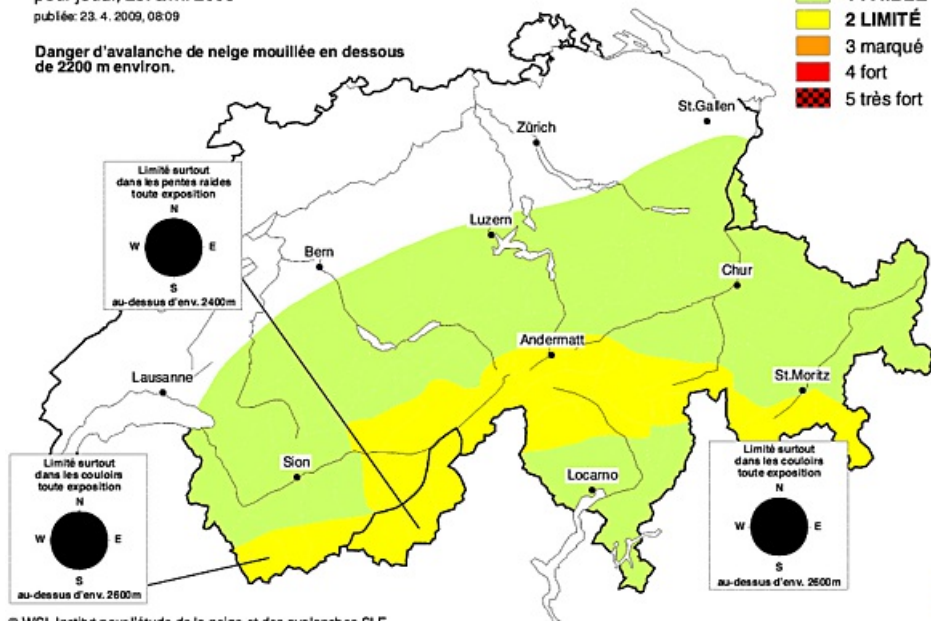 publiée: 23. 4. 2009, 08:09
Danger d'avalanche de neige mouillée en dessous
de 2200 m environ.
2 LIMITÉ
3 marqué
4 fort
5 très fort
St.Gallen
Zürich
Limité surtout
dans les pentes raides
toute exposition
N
W E
S
au-dessus d'env. 2400m
Luzern
Bern
Chur
Andermatt
Lausanne
St.Moritz
Sion
Locarno
Limité surtout
dans les couloirs
toute exposition
N
W E
S
au-dessus d'env. 2600m
Limité surtout
dans les couloirs
toute exposition
N
W E
S
au-dessus d'env. 2600m